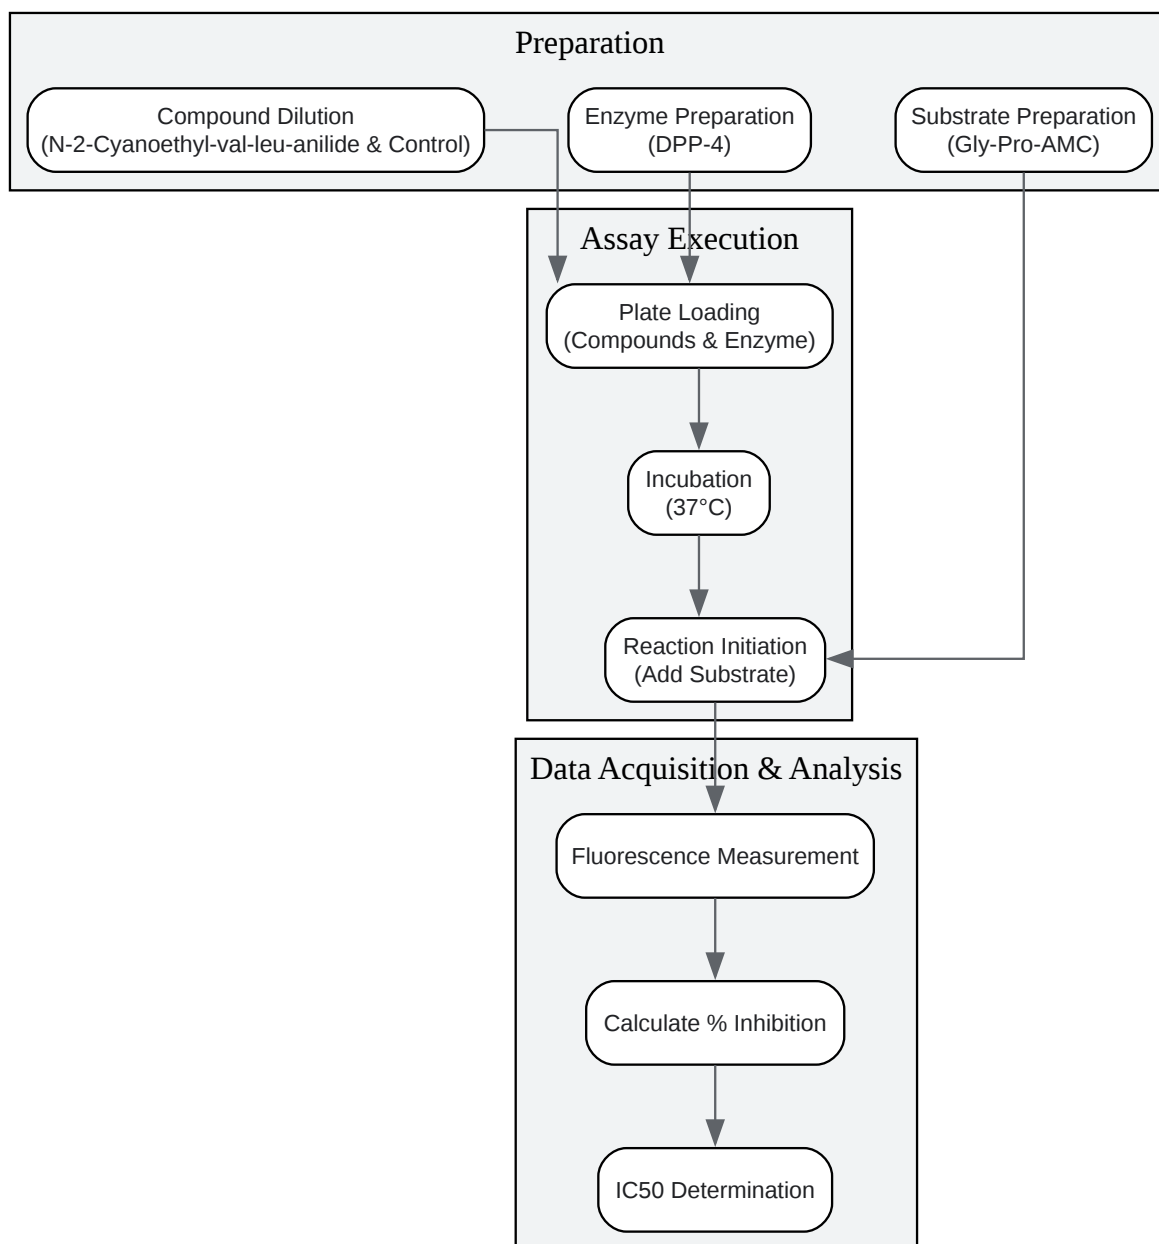 Preparation
Compound Dilution
(N-2-Cyanoethyl-val-leu-anilide & Control)
Enzyme Preparation
(DPP-4)
Substrate Preparation
(Gly-Pro-AMC)
Assay Execution
Plate Loading
(Compounds & Enzyme)
Incubation
(37°C)
Reaction Initiation
(Add Substrate)
Data Acquisition & Analysis
Fluorescence Measurement
Calculate % Inhibition
IC50 Determination